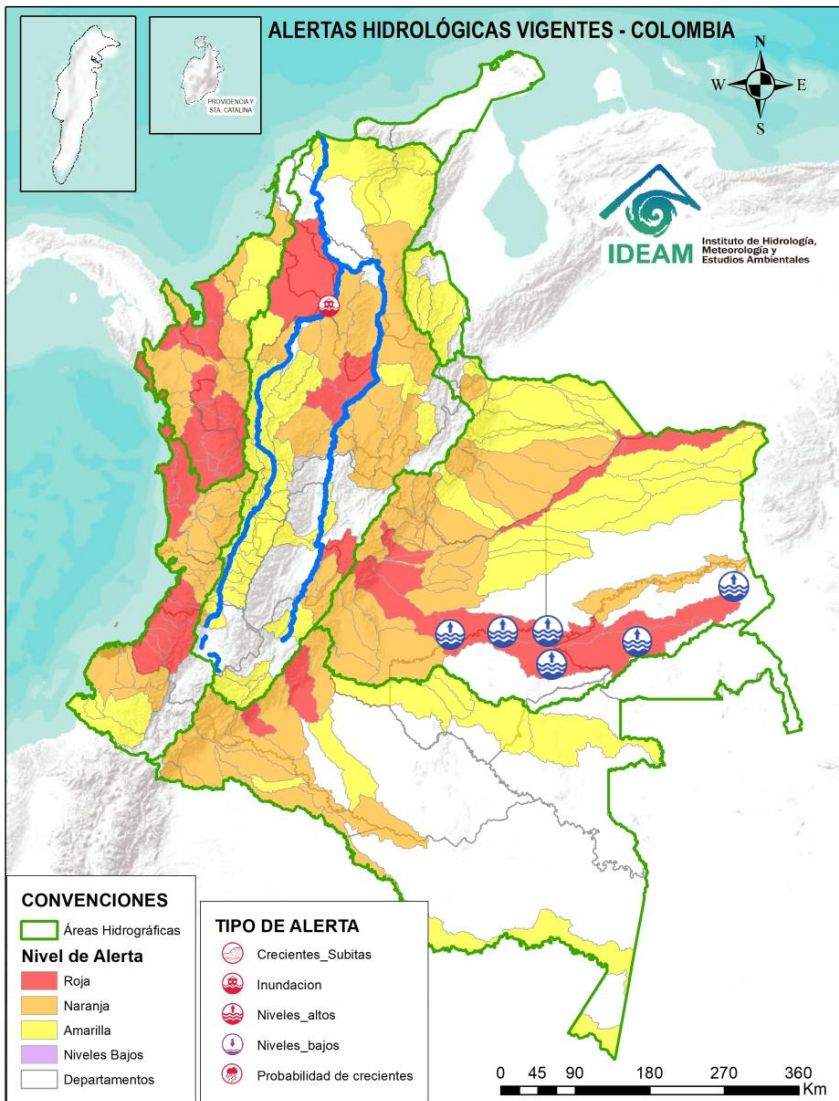 ALERTAS HIDROLÓGICAS VIGENTES - COLOMBIA
PROVIDENCIA Y
STA. CATALINA
N
W
E
S
IDEAM
Instituto de Hidrología,
Meteorología y
Estudios Ambientales
CONVENCIONES
Áreas Hidrográficas
Nivel de Alerta
Roja
Naranja
Amarilla
Niveles Bajos
Departamentos
TIPO DE ALERTA
Crecientes_Subitas
Inundacion
Niveles_altos
Niveles_bajos
Probabilidad de crecientes
0 45 90 180 270 360
Km